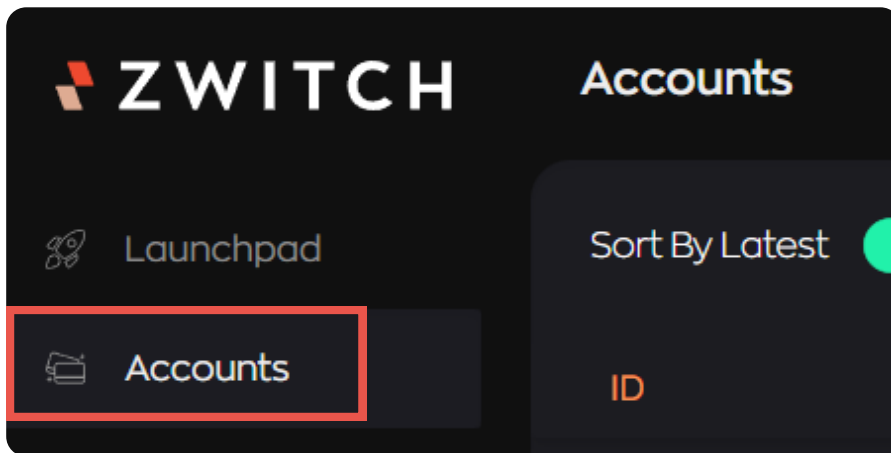 ZWITCH
Accounts
Launchpad
Sort By Latest
Accounts
ID